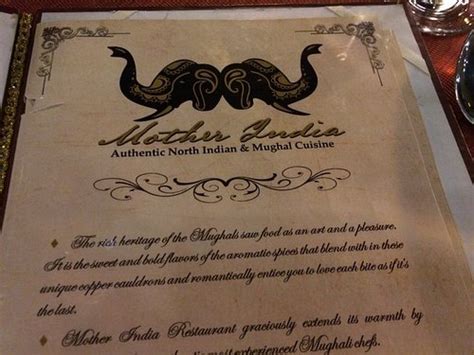 Mother India
Authentic North Indian & Mughal Cuisine
The rich heritage of the Mughals saw food as an art and a pleasure.
It is the sweet and bold flavors of the aromatic spices that blend with in these
unique copper cauldrons and romantically entice you to love each bite as if it's
the last.
Mother India Restaurant graciously extends its warmth by
most experienced Mughali chefs.